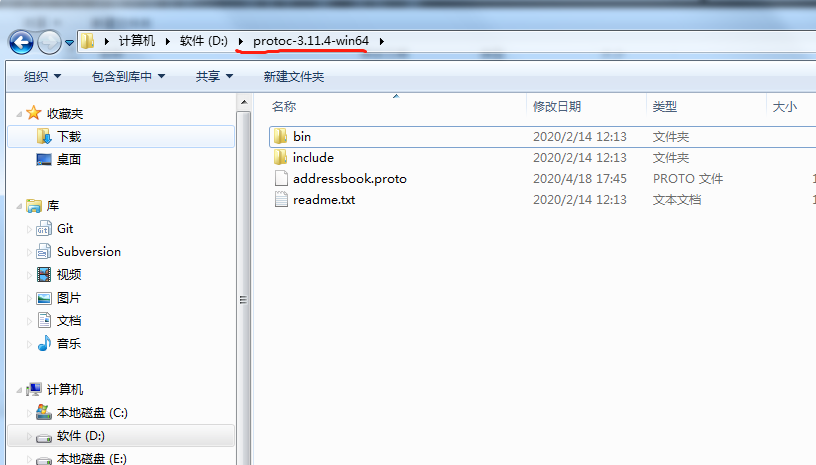 计算机 软件 (D:) protoc-3.11.4-win64
组织 包含到库中 共享 新建文件夹
收藏夹
下载
桌面
库
Git
Subversion
视频
图片
文档
音乐
计算机
本地磁盘 (C:)
软件 (D:)
本地磁盘 (E:)
名称 修改日期 类型 大小
bin 2020/2/14 12:13 文件夹
include 2020/2/14 12:13 文件夹
addressbook.proto 2020/4/18 17:45 PROTO 文件
readme.txt 2020/2/14 12:13 文本文档